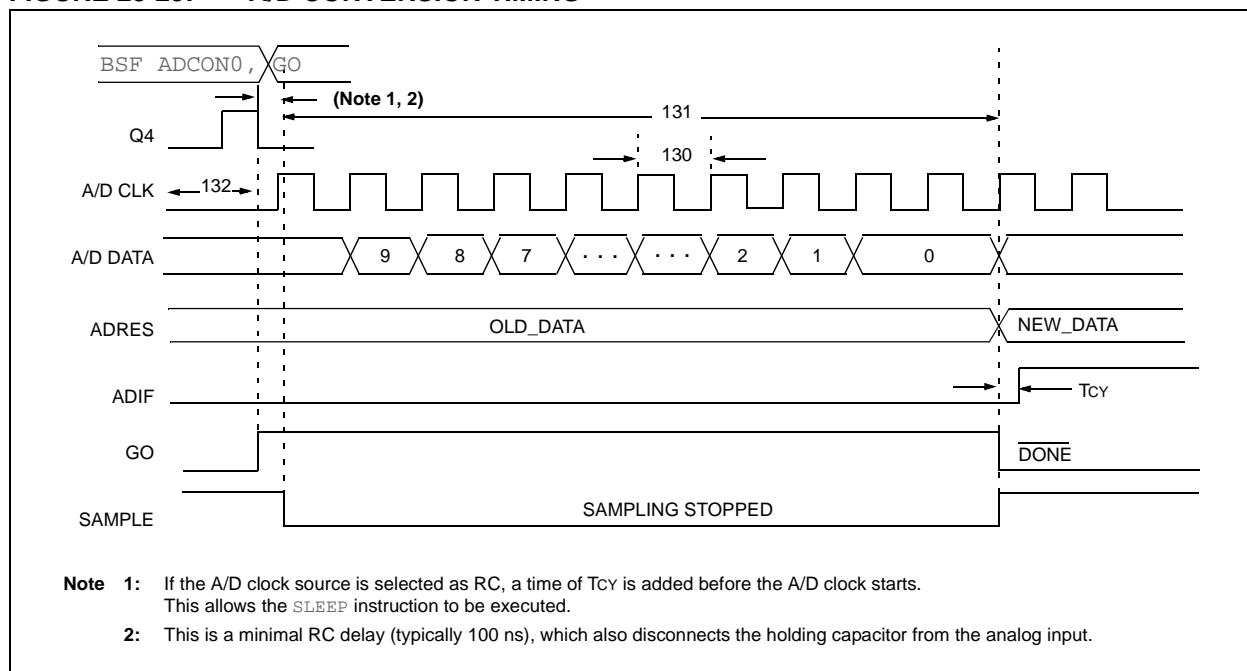 BSF ADCON0, GO
(Note 1, 2)
131
Q4
130
A/D CLK
132
A/D DATA
9 8 7 . . . . . . 2 1 0
ADRES
OLD_DATA
NEW_DATA
ADIF
TCY
GO
DONE
SAMPLE
SAMPLING STOPPED
Note 1: If the A/D clock source is selected as RC, a time of TCY is added before the A/D clock starts.
This allows the SLEEP instruction to be executed.
2: This is a minimal RC delay (typically 100 ns), which also disconnects the holding capacitor from the analog input.